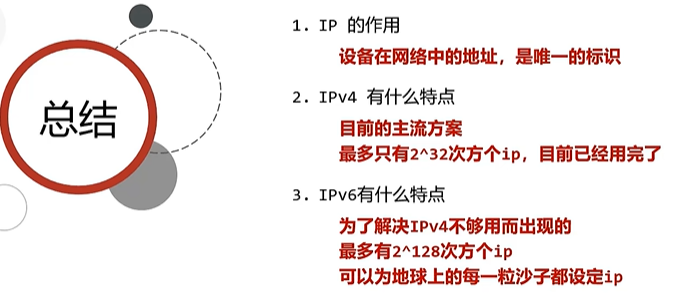 总结
1. IP 的作用
设备在网络中的地址，是唯一的标识
2. IPv4 有什么特点
目前的主流方案
最多只有2^32次方个ip，目前已经用完了
3. IPv6有什么特点
为了解决IPv4不够用而出现的
最多有2^128次方个ip
可以为地球上的每一粒沙子都设定ip